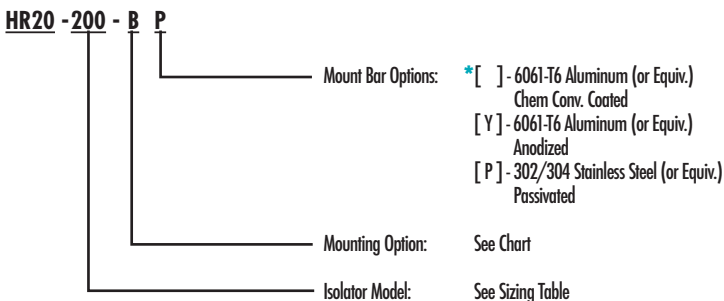 HR20 - 200 - B P
Mount Bar Options: *[ ] - 6061-T6 Aluminum (or Equiv.)
Chem Conv. Coated
[ Y ] - 6061-T6 Aluminum (or Equiv.)
Anodized
[ P ] - 302/304 Stainless Steel (or Equiv.)
Passivated
Mounting Option: See Chart
Isolator Model: See Sizing Table